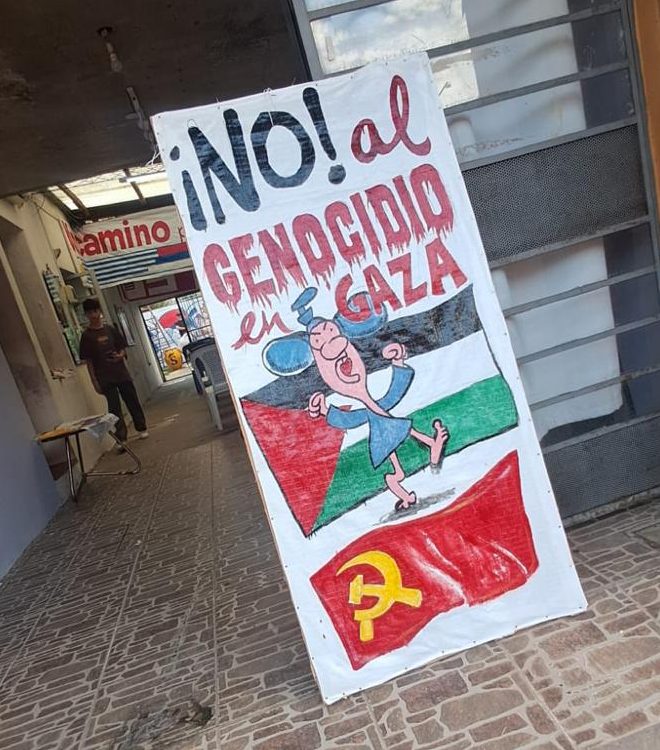 ¡NO! al
GENOCIDIO
en GAZA
camino